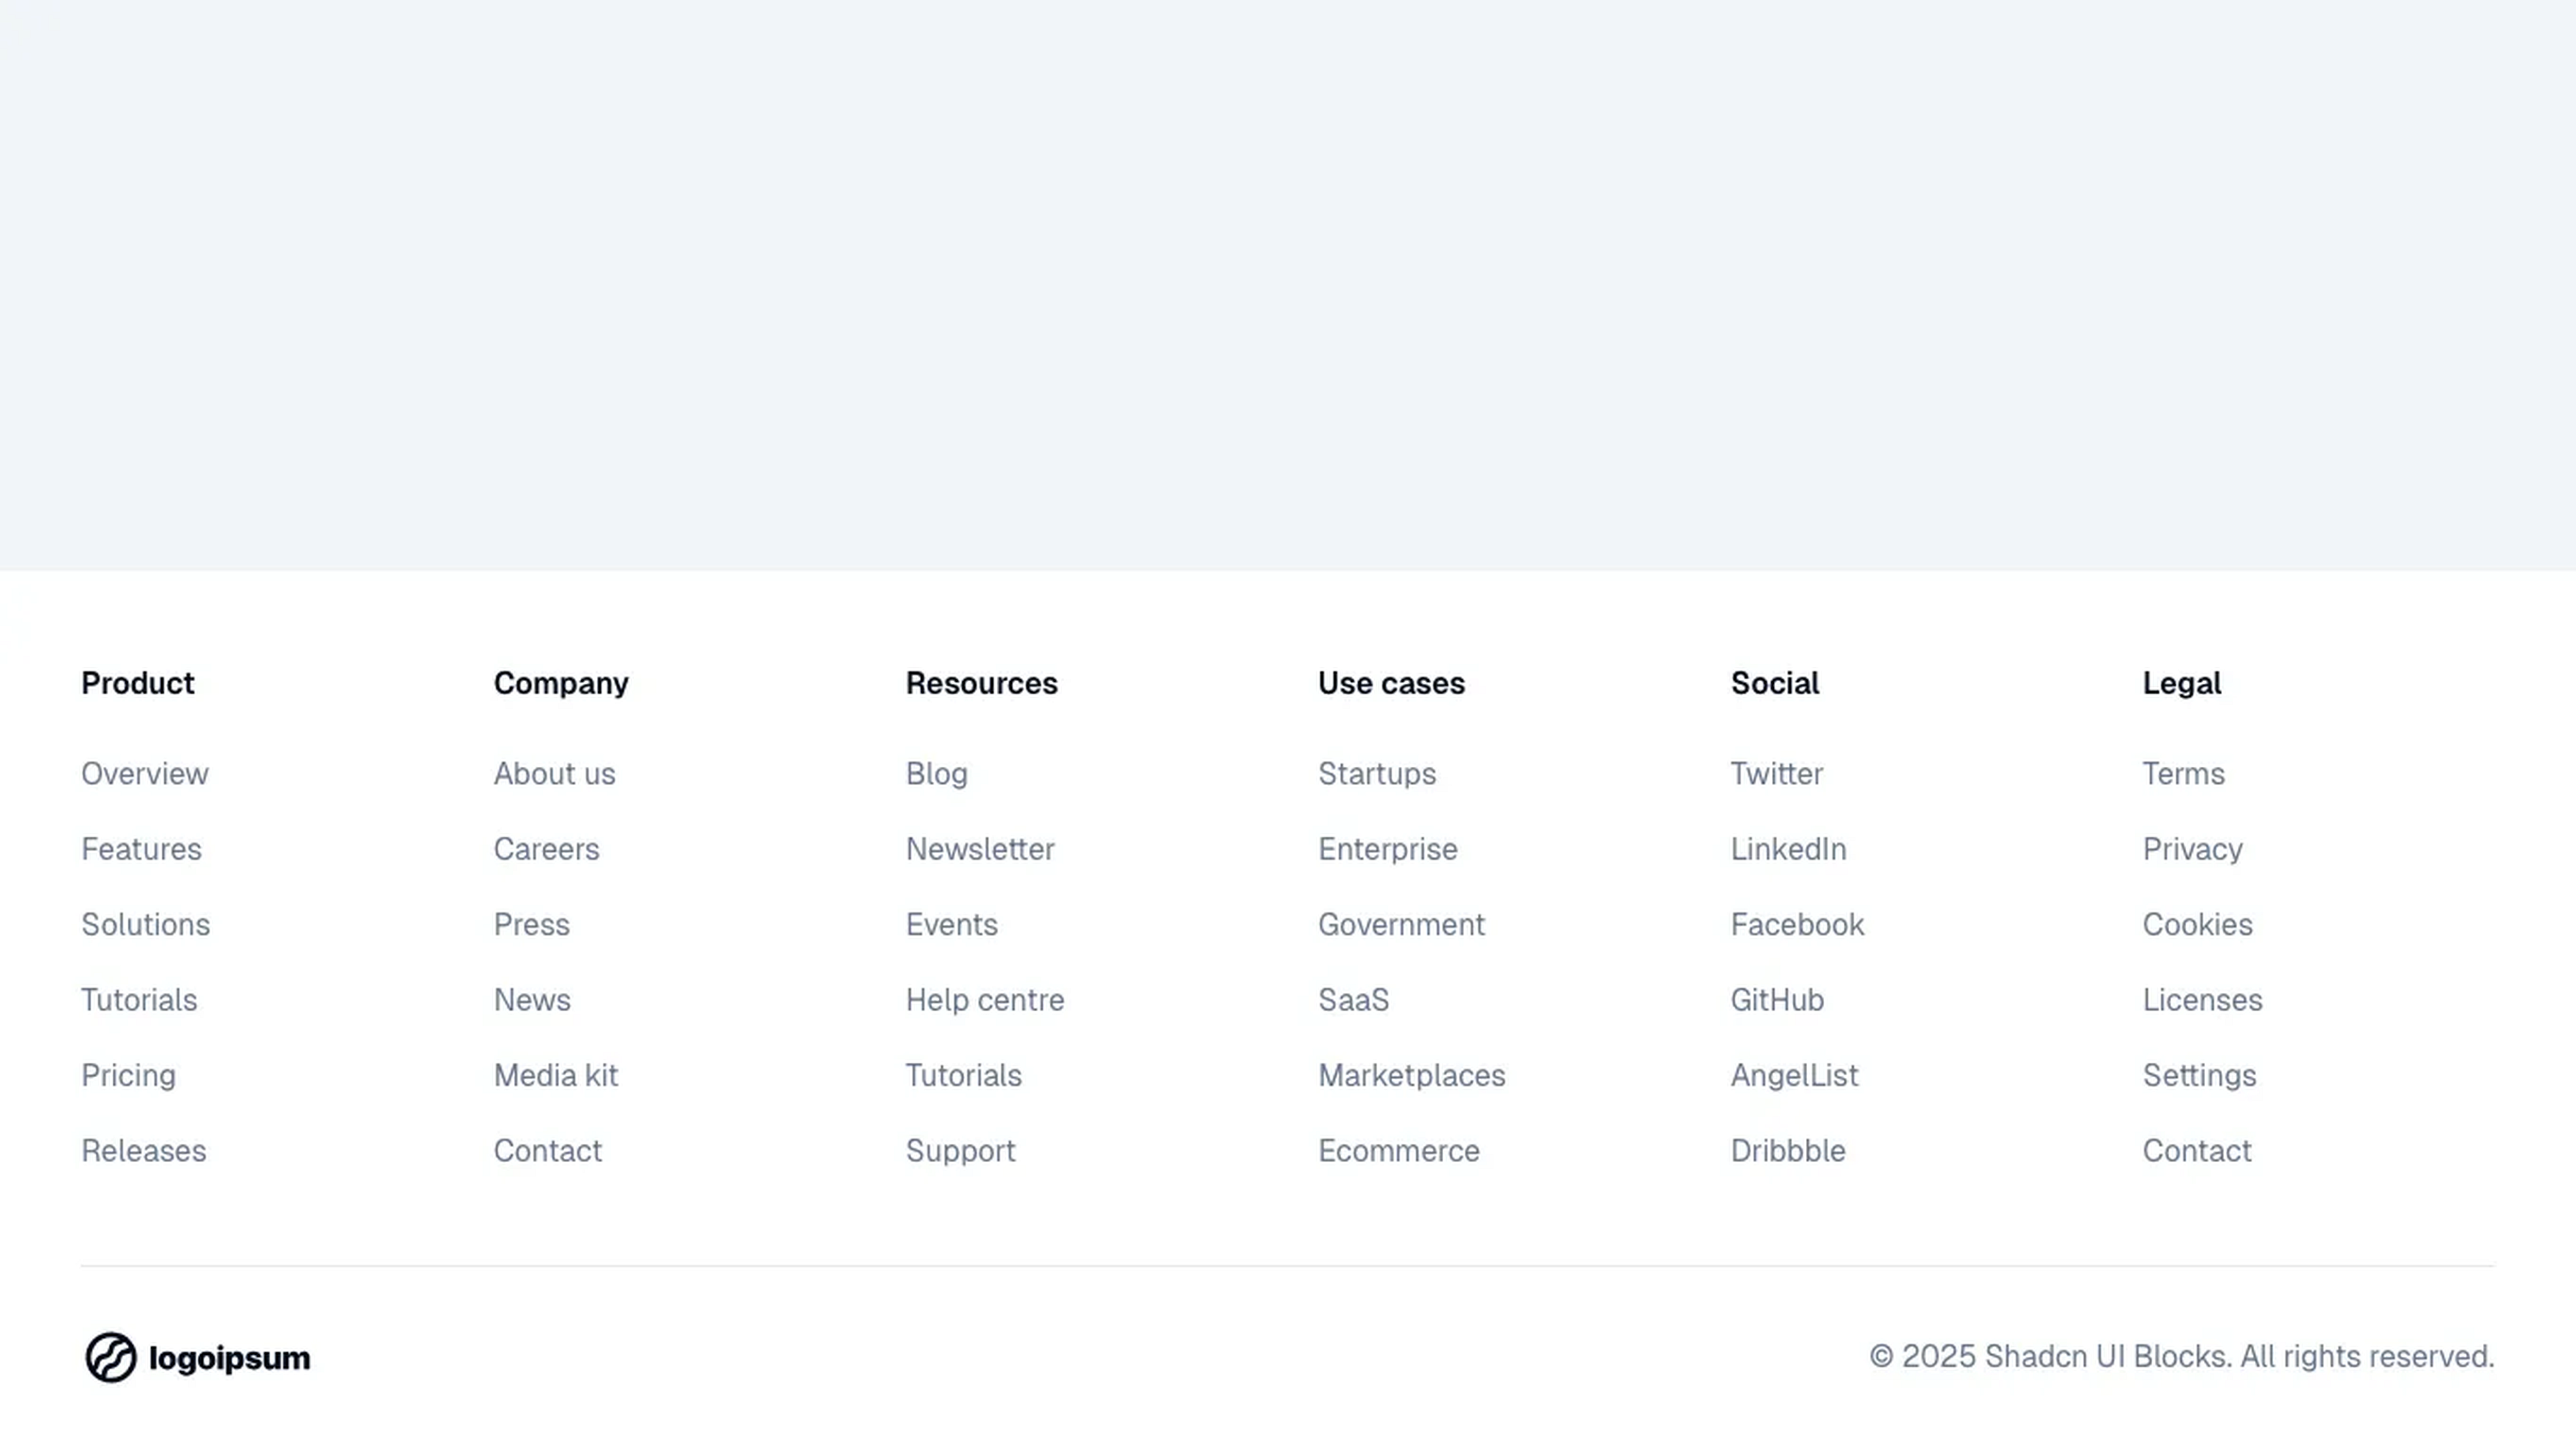 Product
Overview
Features
Solutions
Tutorials
Pricing
Releases
Company
About us
Careers
Press
News
Media kit
Contact
Resources
Blog
Newsletter
Events
Help centre
Tutorials
Support
Use cases
Startups
Enterprise
Government
SaaS
Marketplaces
Ecommerce
Social
Twitter
LinkedIn
Facebook
GitHub
AngelList
Dribbble
Legal
Terms
Privacy
Cookies
Licenses
Settings
Contact
logoipsum
© 2025 Shadcn UI Blocks. All rights reserved.